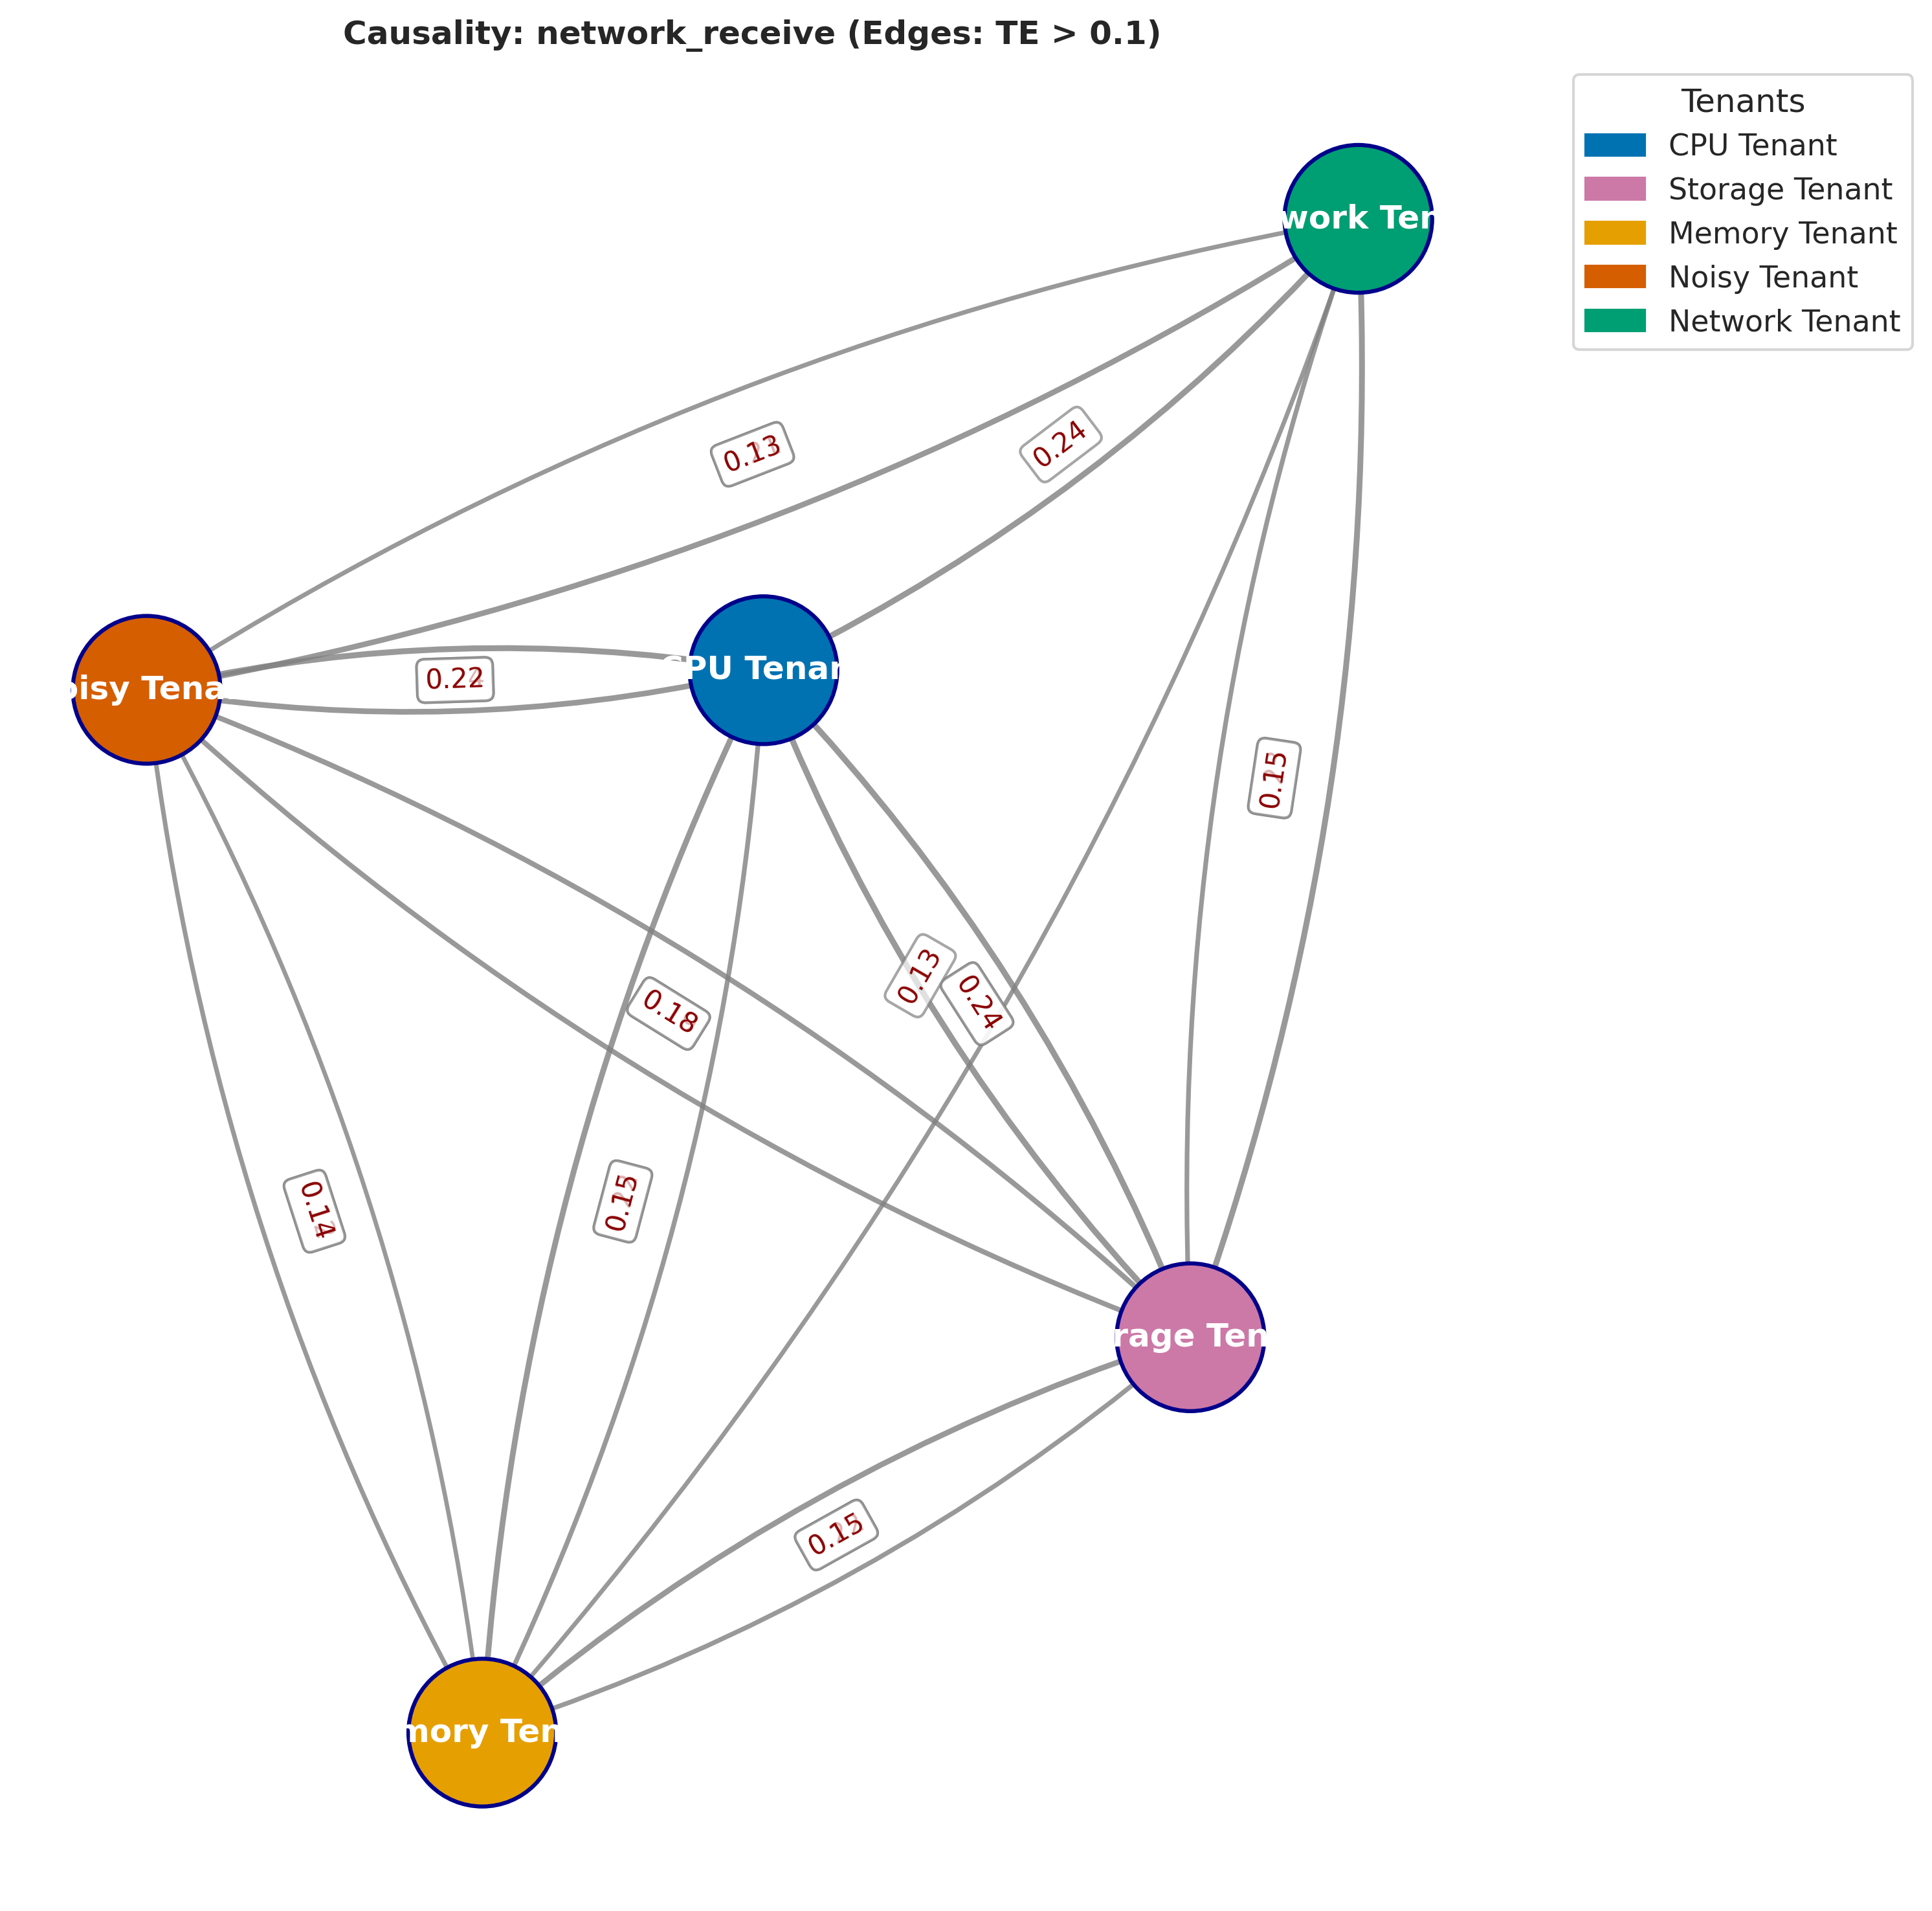 Causality: network_receive (Edges: TE > 0.1)
Tenants
CPU Tenant
Storage Tenant
Memory Tenant
Noisy Tenant
Network Tenant
work Ten
0.13
0.24
oisy Tena
0.22
CPU Tenan
0.15
0.13
0.24
0.18
0.14
0.15
rage Ten
0.15
mory Ten